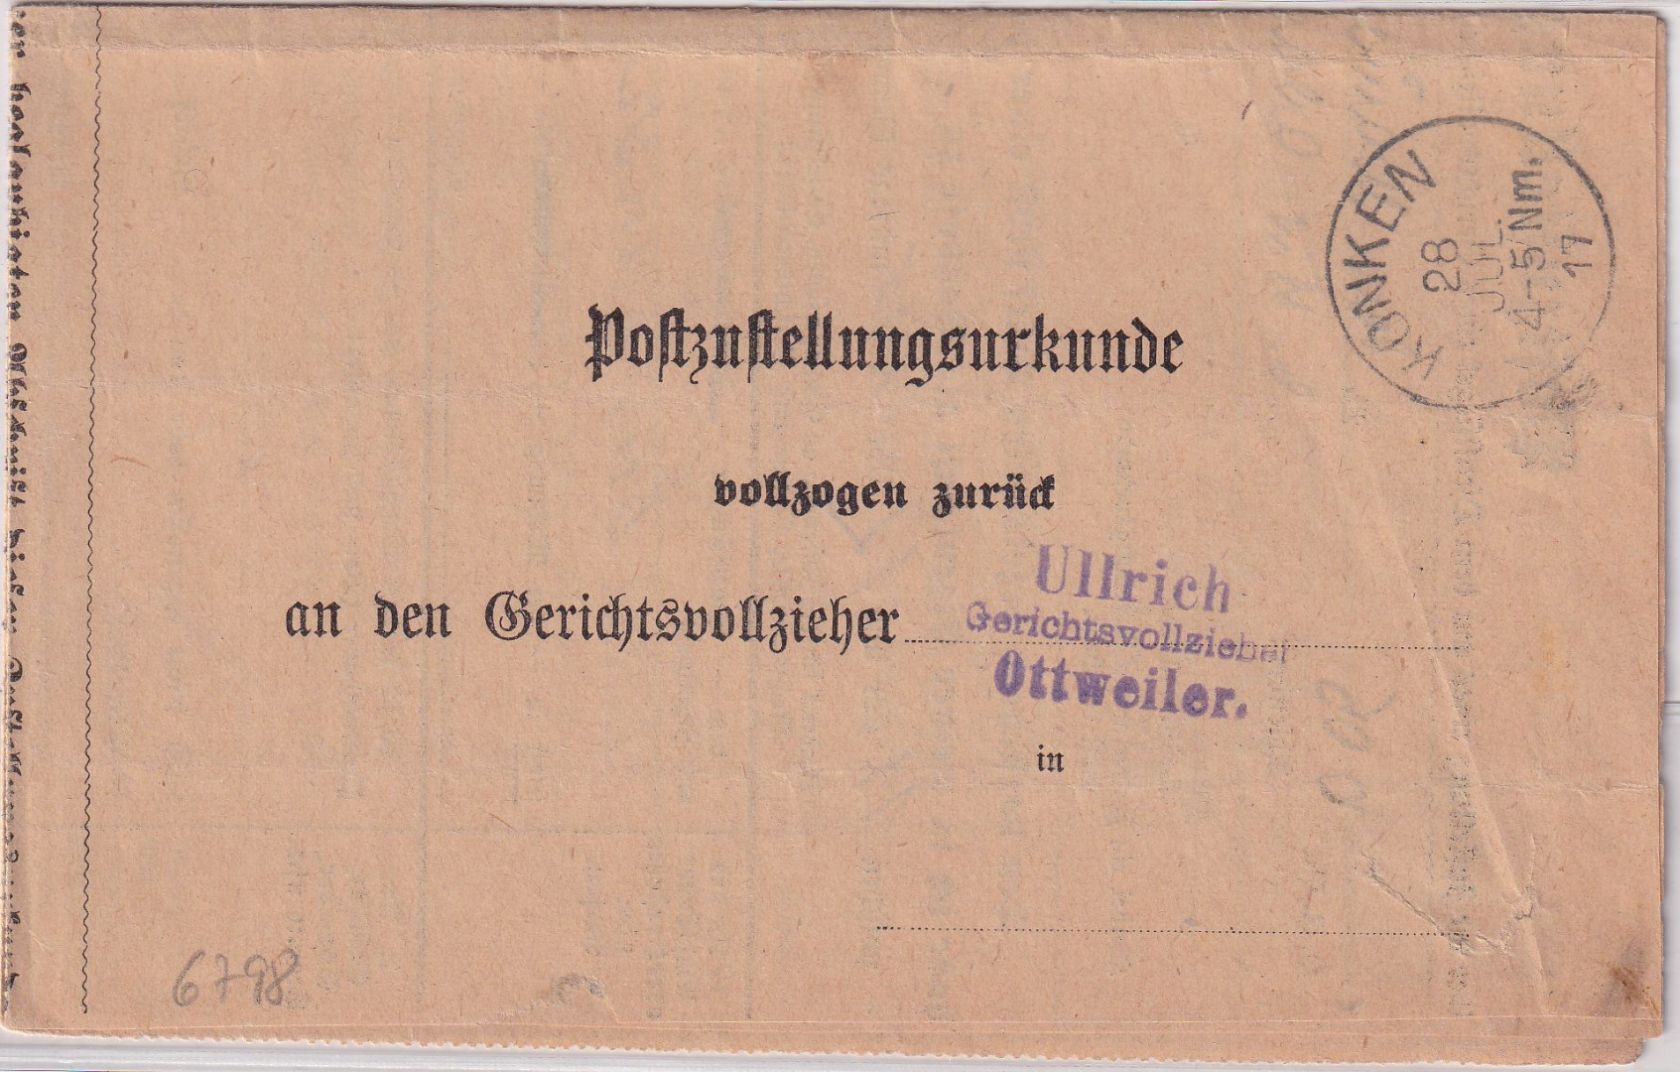 KONKEN
28
JUL.
4-5 Nm.
17
Postzustellungsurkunde
vollzogen zurück
an den Gerichtsvollzieher
Ullrich
Gerichtsvollzieher
Ottweiler.
in
6798